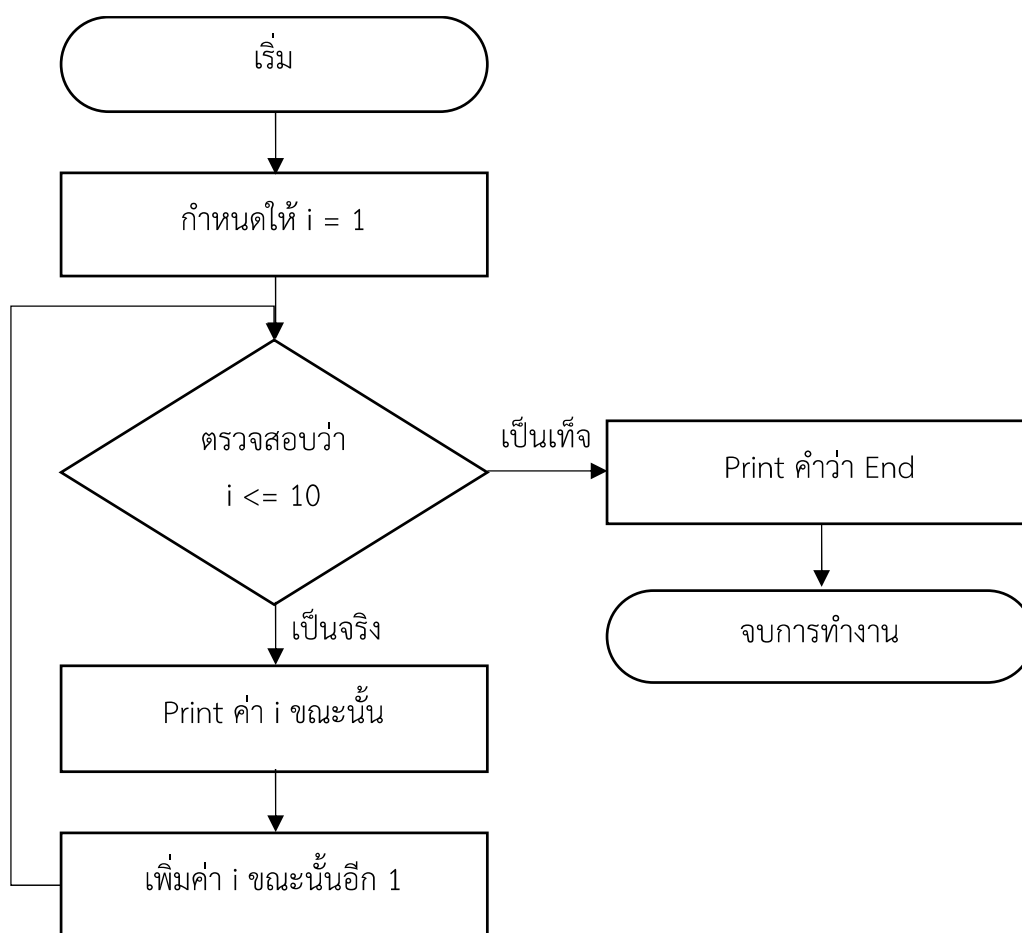 เริ่ม
กำหนดให้ i = 1
ตรวจสอบว่า
i <= 10
เป็นเท็จ
Print คำว่า End
จบการทำงาน
เป็นจริง
Print ค่า i ขณะนั้น
เพิ่มค่า i ขณะนั้นอีก 1